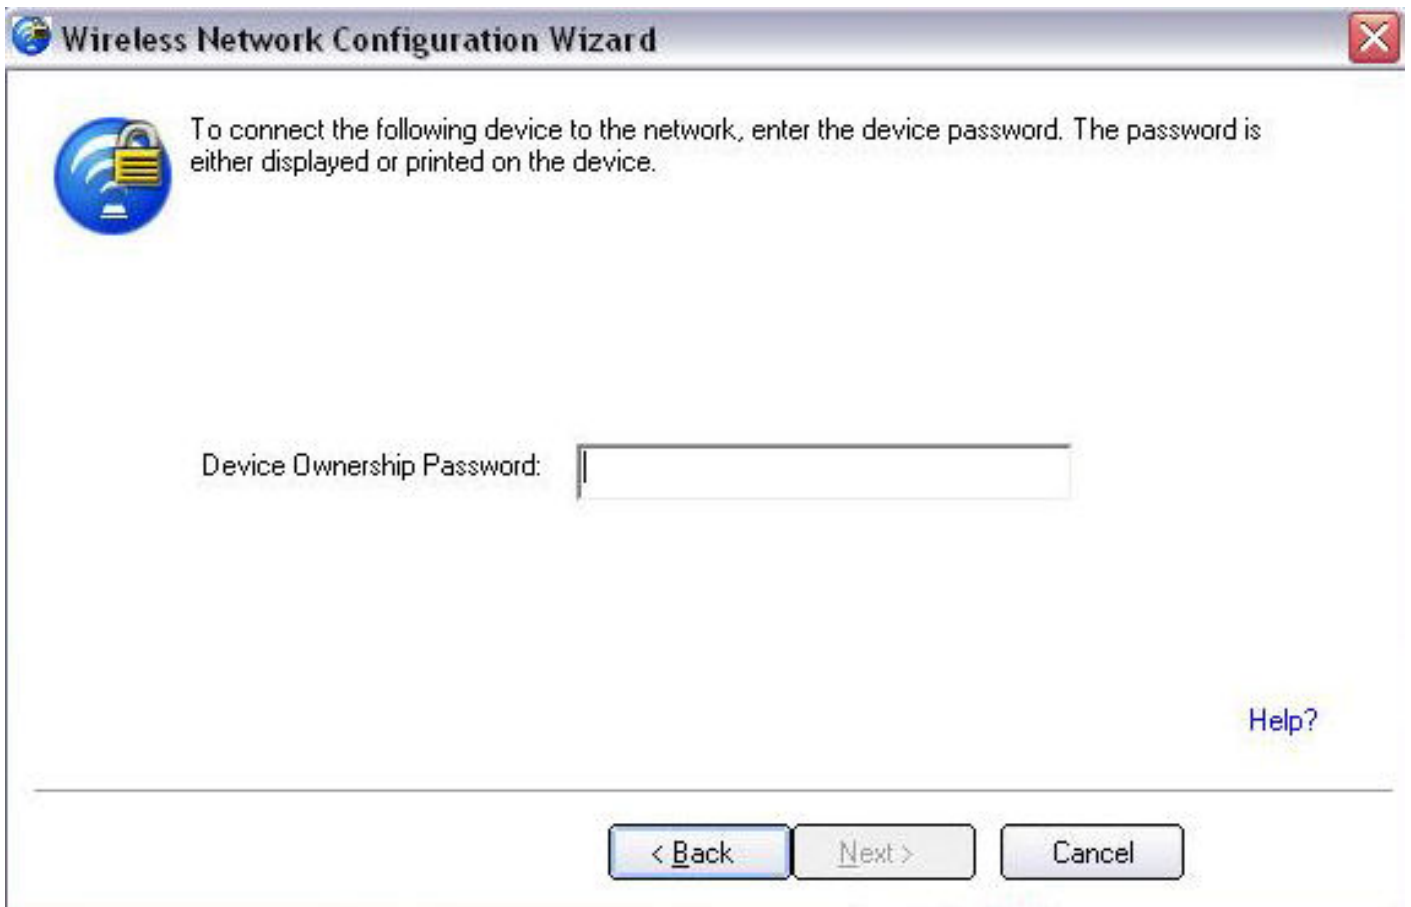 Wireless Network Configuration Wizard
To connect the following device to the network, enter the device password. The password is
either displayed or printed on the device.
Device Ownership Password:
Help?
< Back
Next >
Cancel